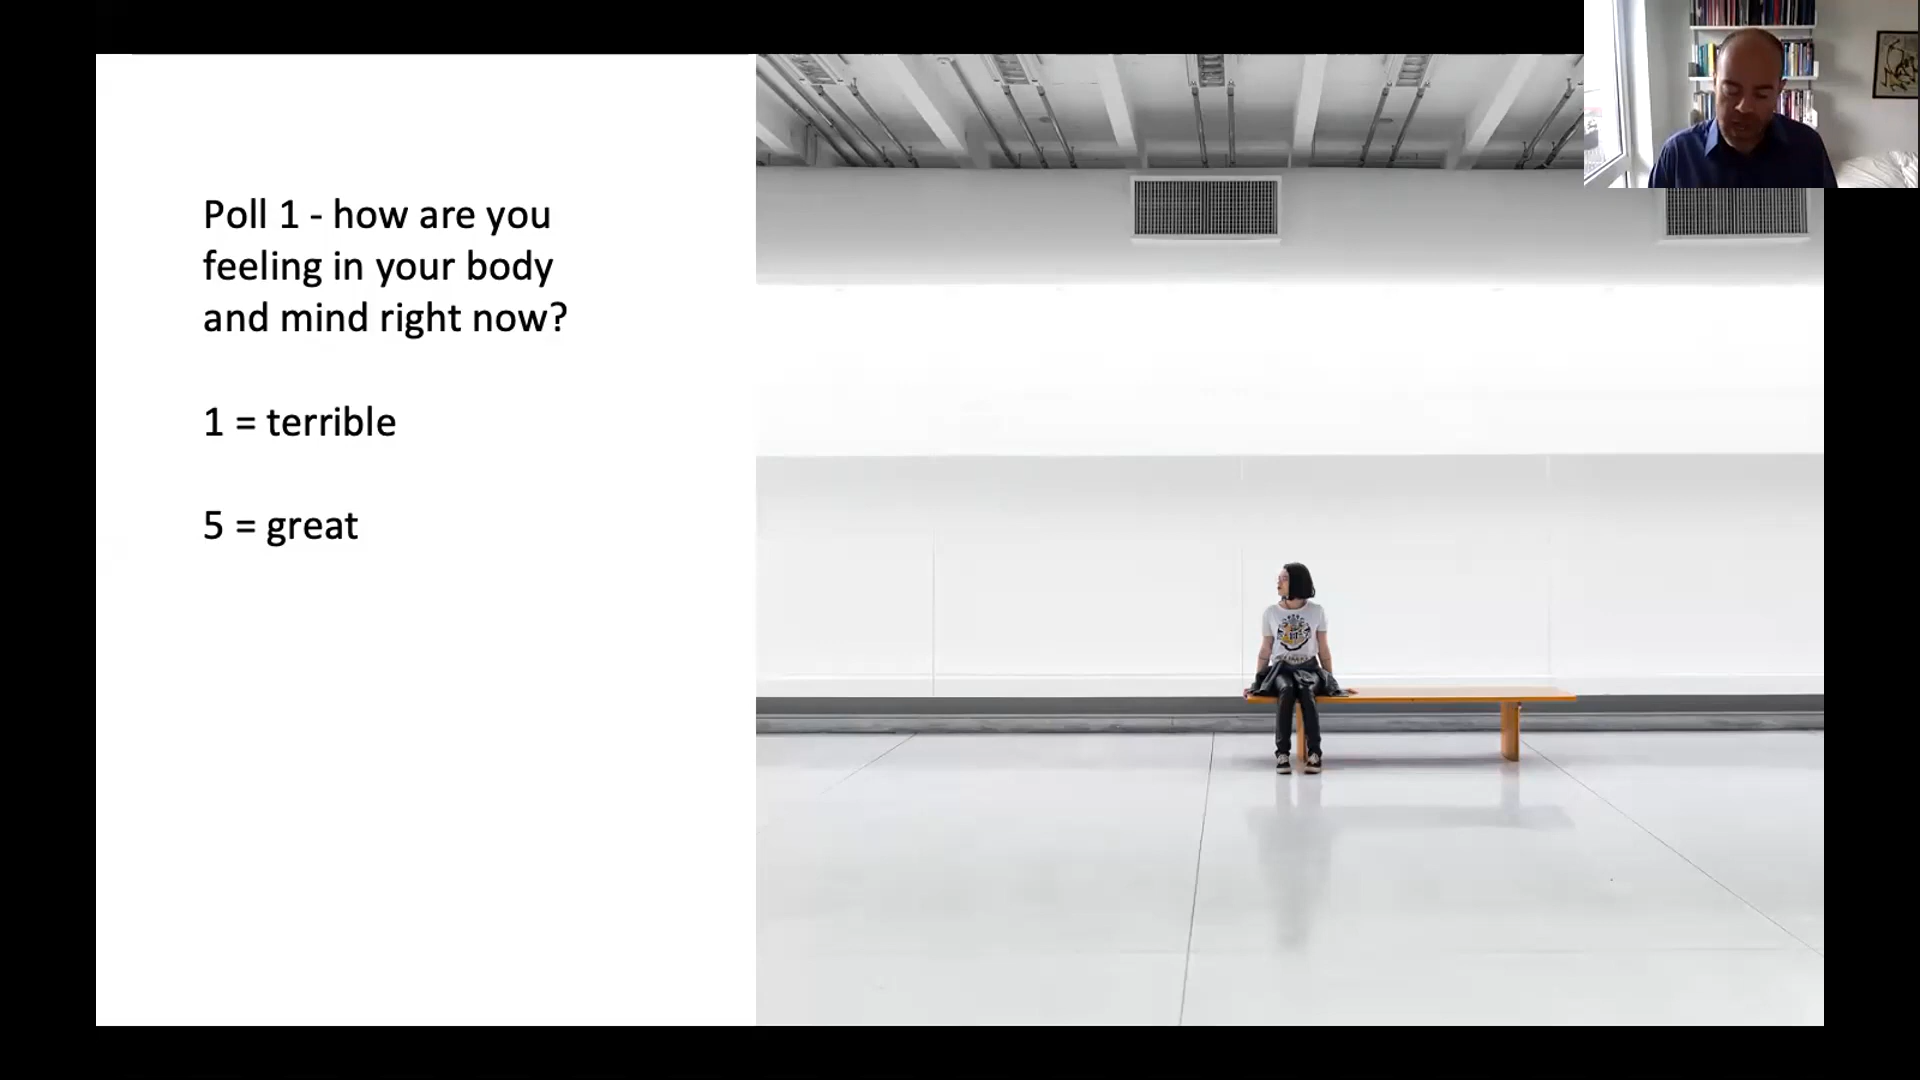 Poll 1 - how are you
feeling in your body
and mind right now?
1 = terrible
5 = great